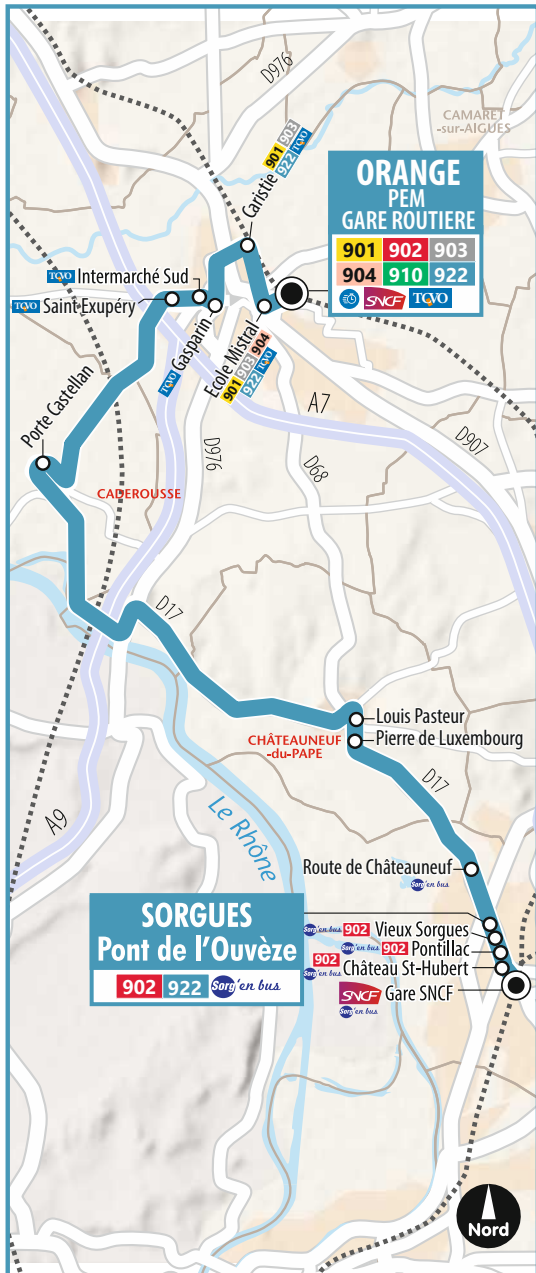 D976
CAMARET
-sur-AIGUES
901 903
922 TCVO
Caristie
ORANGE
PEM
GARE ROUTIERE
901 902 903
904 910 922
SNCF TCVO
TCVO Intermarché Sud
TCVO Saint-Exupéry
TCVO Gasparin
Ecole Mistral
901 903 904
922 TCVO
Porte Castellan
A7
D907
D976
D68
CADEROUSSE
D17
Louis Pasteur
Pierre de Luxembourg
CHÂTEAUNEUF
-du-PAPE
D17
A9
Le Rhône
Route de Châteauneuf
Sorg'en bus
SORGUES
Pont de l'Ouvèze
902 922 Sorg'en bus
Sorg'en bus 902 Vieux Sorgues
Sorg'en bus 902 Pontillac
902 Château St-Hubert
Sorg'en bus
SNCF Gare SNCF
Sorg'en bus
Nord